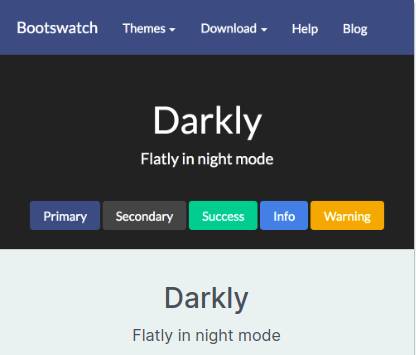 Bootswatch Themes Download Help Blog
Darkly
Flatly in night mode
Primary Secondary Success Info Warning
Darkly
Flatly in night mode